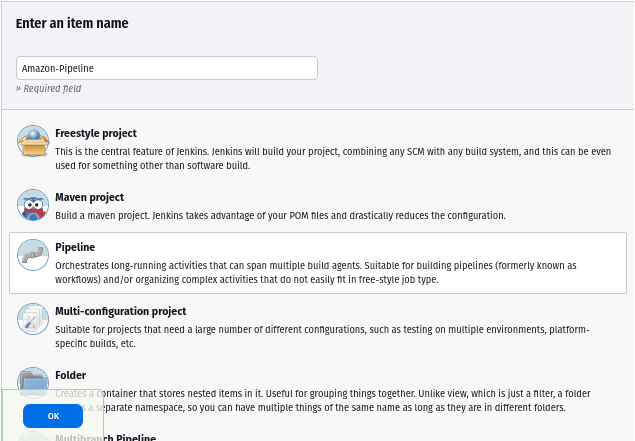 Enter an item name
Amazon-Pipeline
» Required field
Freestyle project
This is the central feature of Jenkins. Jenkins will build your project, combining any SCM with any build system, and this can be even
used for something other than software build.
Maven project
Build a maven project. Jenkins takes advantage of your POM files and drastically reduces the configuration.
Pipeline
Orchestrates long-running activities that can span multiple build agents. Suitable for building pipelines (formerly known as
workflows) and/or organizing complex activities that do not easily fit in free-style job type.
Multi-configuration project
Suitable for projects that need a large number of different configurations, such as testing on multiple environments, platform-
specific builds, etc.
Folder
Creates a container that stores nested items in it. Useful for grouping things together. Unlike view, which is just a filter, a folder
a separate namespace, so you can have multiple things of the same name as long as they are in different folders.
OK
Multibranch Pipeline